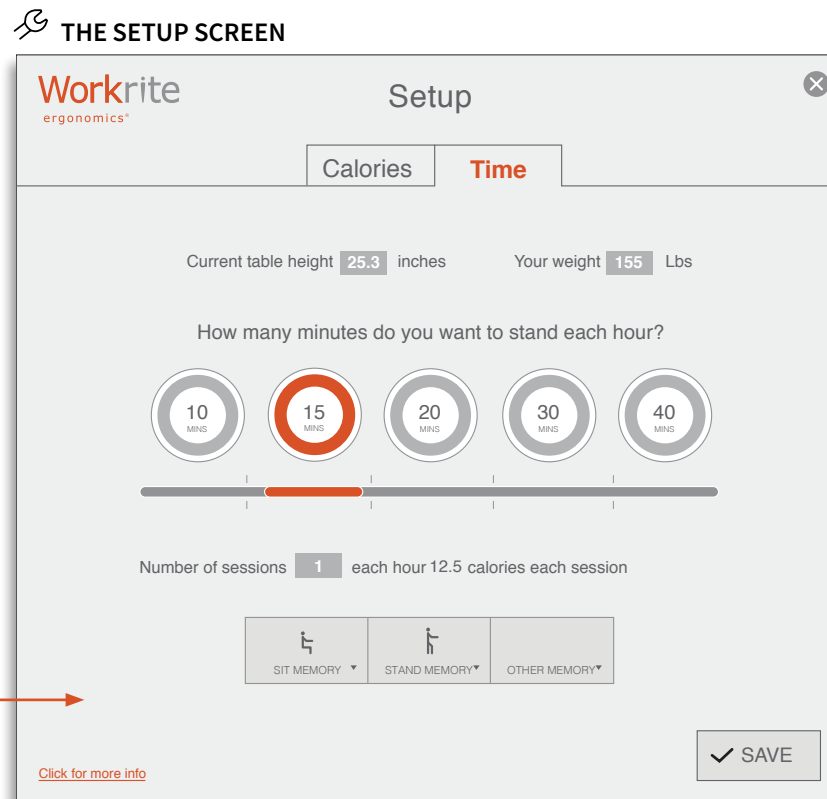 THE SETUP SCREEN
Workrite
ergonomics®
Setup
Calories
Time
Current table height 25.3 inches Your weight 155 Lbs
How many minutes do you want to stand each hour?
10 15 20 30 40
MINS MINS MINS MINS MINS
Number of sessions 1 each hour 12.5 calories each session
SIT MEMORY STAND MEMORY OTHER MEMORY
SAVE
Click for more info